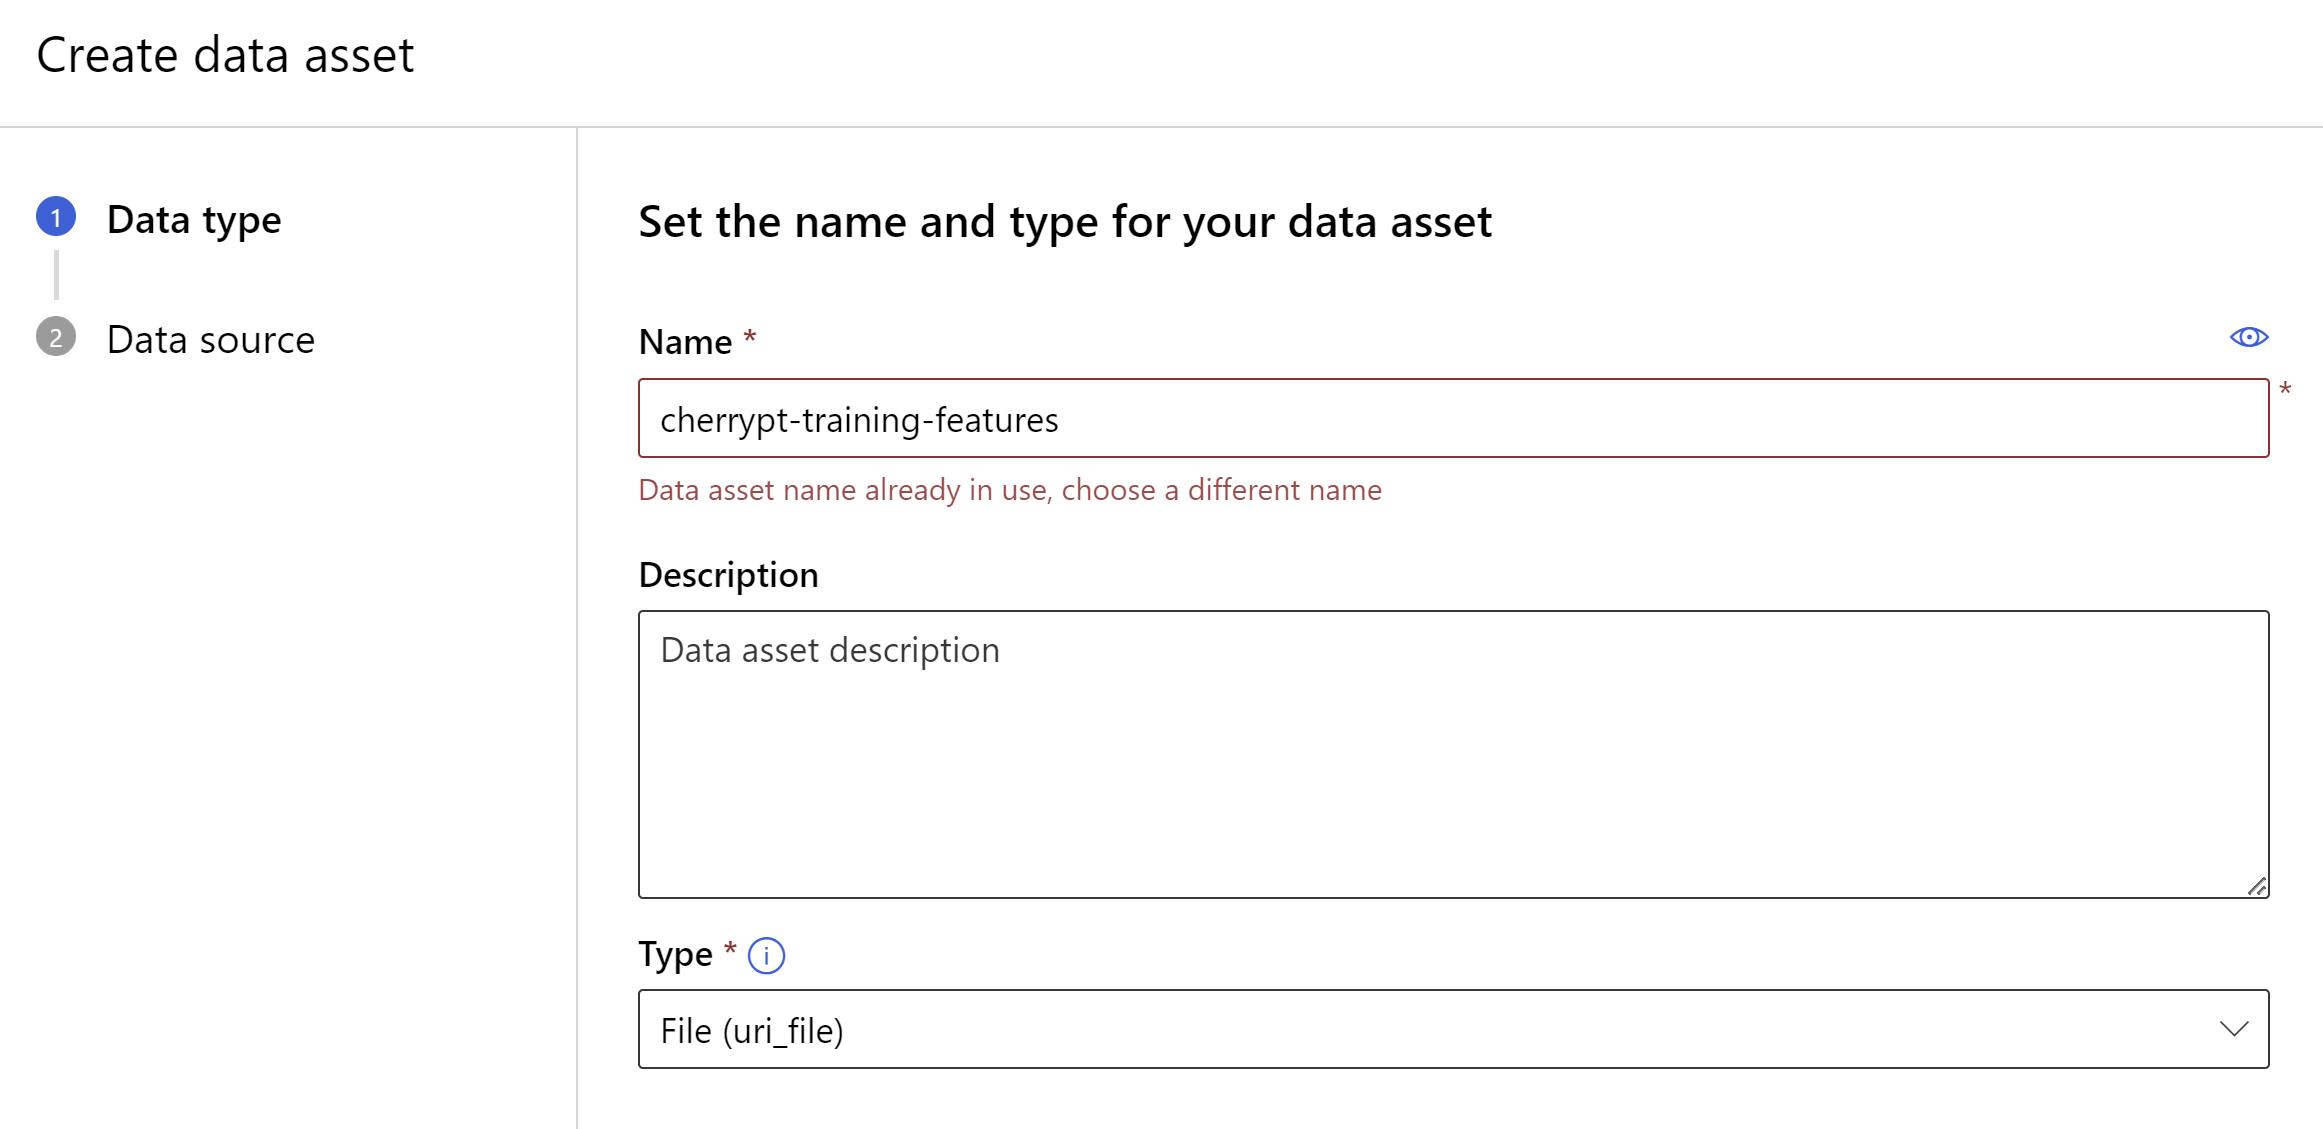 Create data asset
1 Data type
2 Data source
Set the name and type for your data asset
Name *
cherrypt-training-features *
Data asset name already in use, choose a different name
Description
Data asset description
Type * i
File (uri_file)